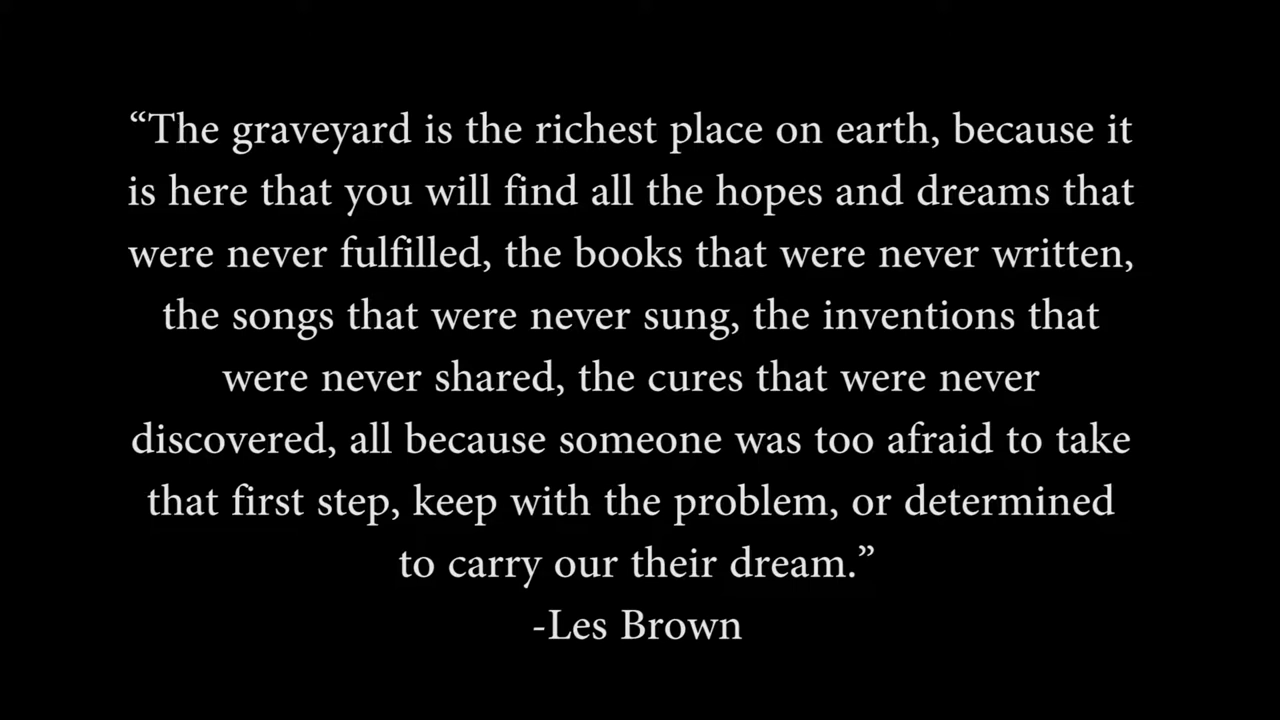 “The graveyard is the richest place on earth, because it
is here that you will find all the hopes and dreams that
were never fulfilled, the books that were never written,
the songs that were never sung, the inventions that
were never shared, the cures that were never
discovered, all because someone was too afraid to take
that first step, keep with the problem, or determined
to carry our their dream.”
-Les Brown